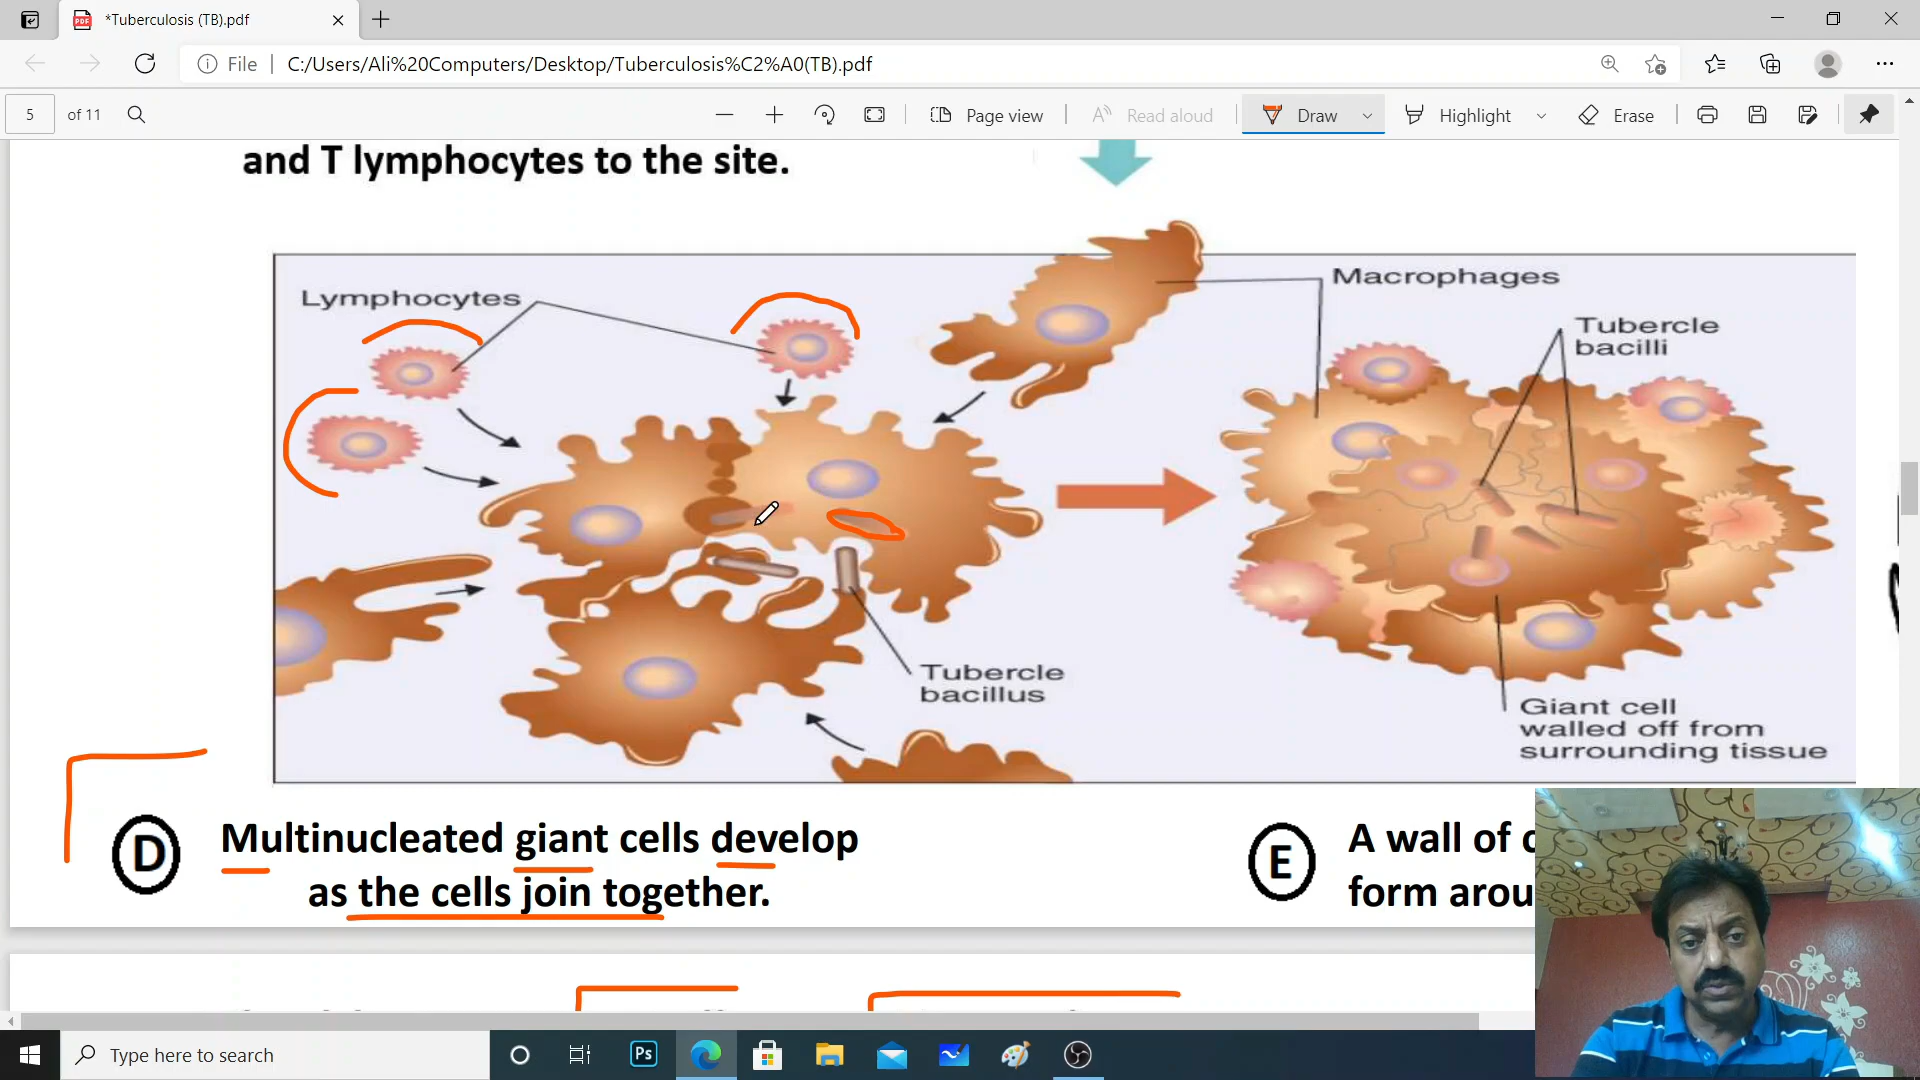 *Tuberculosis (TB).pdf
File
C:/Users/Ali%20Computers/Desktop/Tuberculosis%C2%A0(TB).pdf
5 of 11
Page view
Read aloud
Draw
Highlight
Erase
and T lymphocytes to the site.
Lymphocytes
Macrophages
Tubercle
bacilli
Tubercle
bacillus
Giant cell
walled off from
surrounding tissue
D Multinucleated giant cells develop
as the cells join together.
E A wall of
form arou
Type here to search
Ps